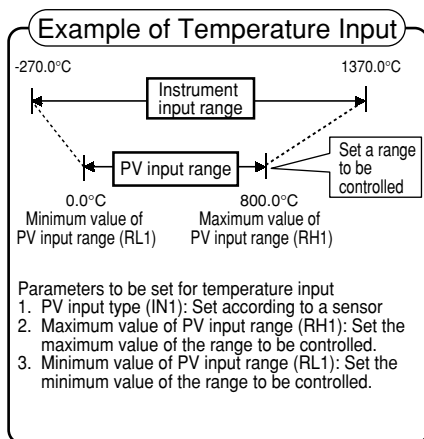 Example of Temperature Input
-270.0°C 1370.0°C
Instrument
input range
PV input range
Set a range
to be
controlled
0.0°C 800.0°C
Minimum value of Maximum value of
PV input range (RL1) PV input range (RH1)
Parameters to be set for temperature input
1. PV input type (IN1): Set according to a sensor
2. Maximum value of PV input range (RH1): Set the
maximum value of the range to be controlled.
3. Minimum value of PV input range (RL1): Set the
minimum value of the range to be controlled.